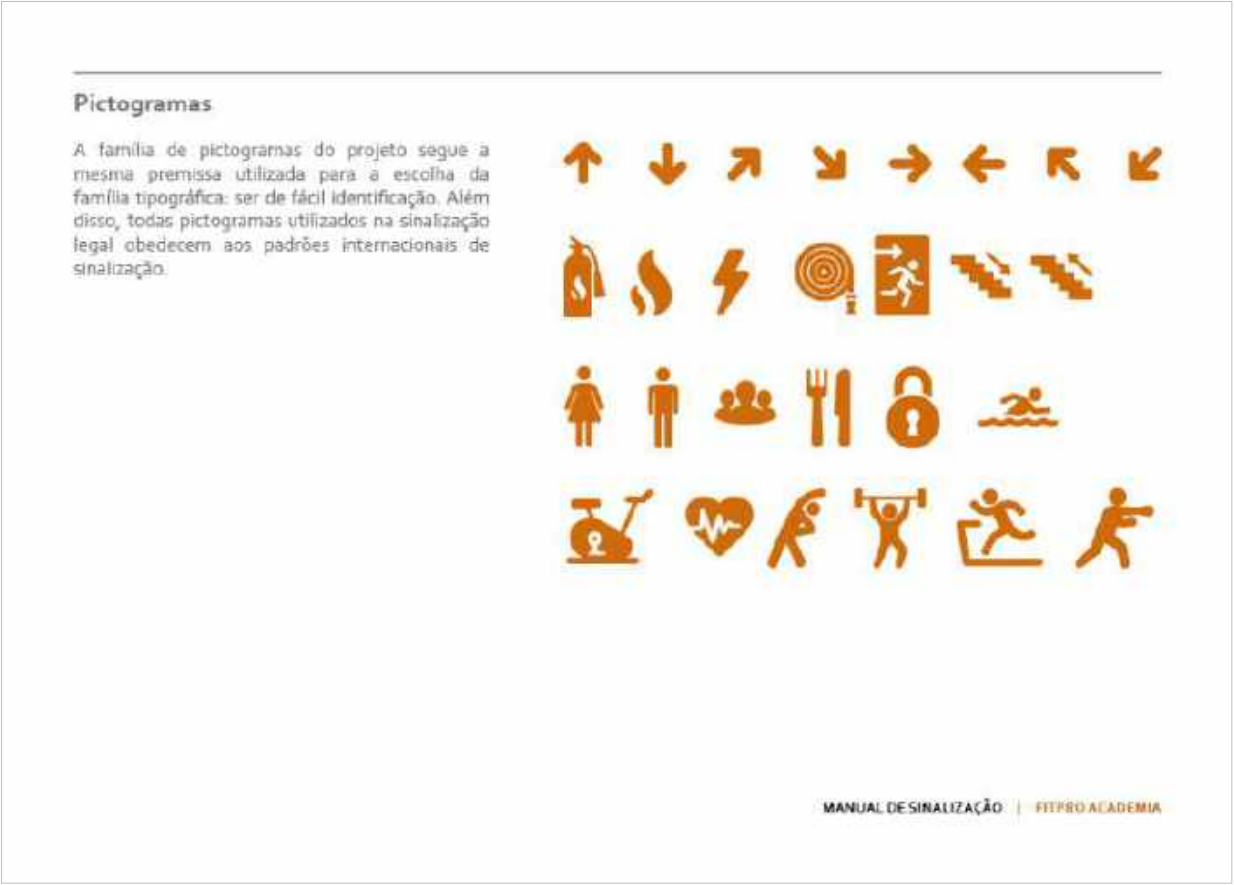 Pictogramas
A família de pictogramas do projeto segue a
mesma premissa utilizada para a escolha da
família tipográfica: ser de fácil identificação. Além
disso, todas pictogramas utilizados na sinalização
legal obedecem aos padrões internacionais de
sinalização.
MANUAL DE SINALIZAÇÃO | FITPRO ACADEMIA